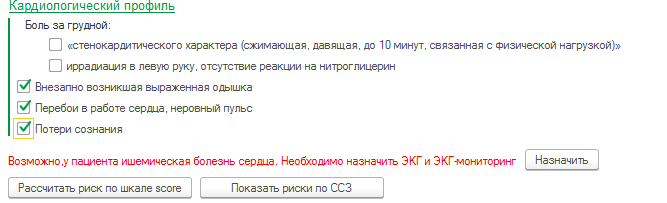 Кардиологический профиль
Боль за грудной:
«стенокардитического характера (сжимающая, давящая, до 10 минут, связанная с физической нагрузкой)»
иррадиация в левую руку, отсутствие реакции на нитроглицерин
Внезапно возникшая выраженная одышка
Перебои в работе сердца, неровный пульс
Потери сознания
Возможно,у пациента ишемическая болезнь сердца. Необходимо назначить ЭКГ и ЭКГ-мониторинг Назначить
Рассчитать риск по шкале score Показать риски по ССЗ